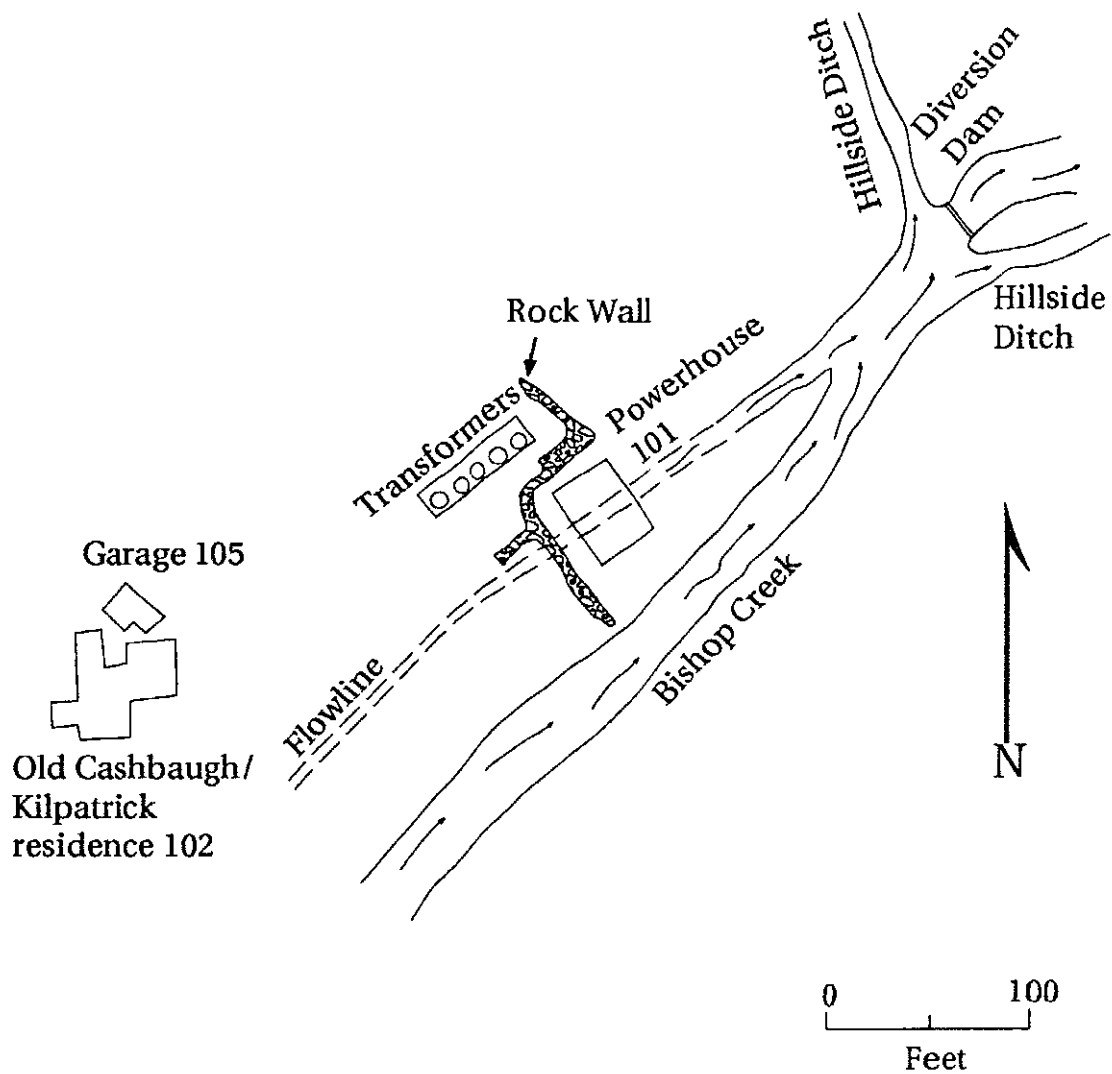 Hillside Ditch
Diversion
Dam
Hillside
Ditch
Rock Wall
Powerhouse
101
Transformers
Garage 105
Flowline
Bishop Creek
Old Cashbaugh/
Kilpatrick
residence 102
N
0 100
Feet